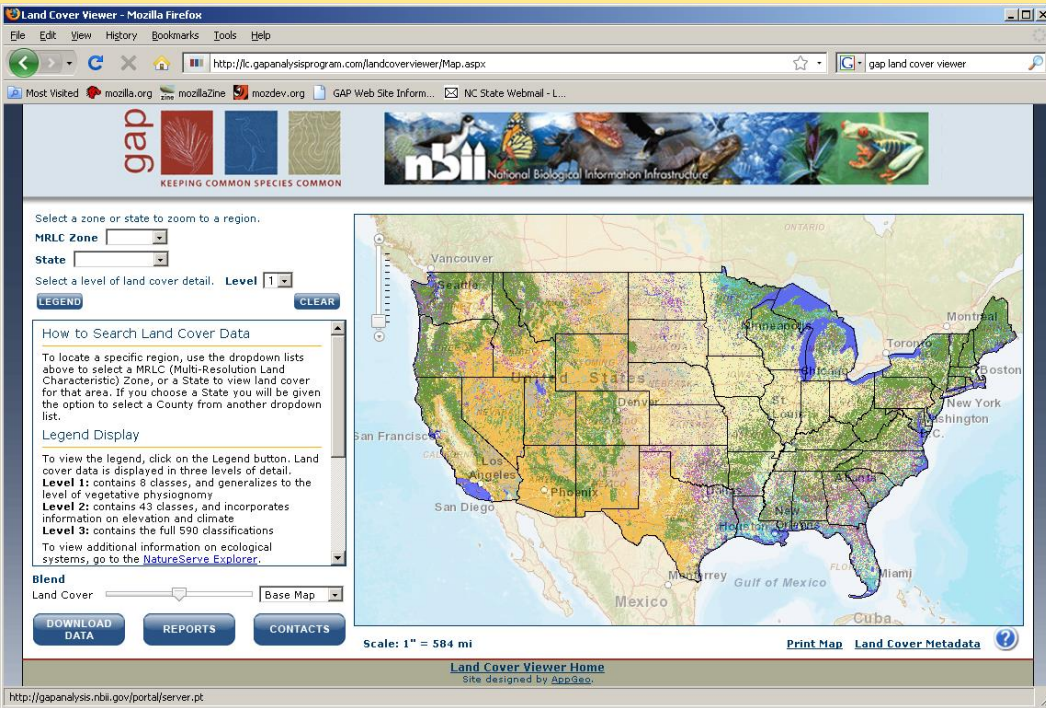 Land Cover Viewer - Mozilla Firefox
File Edit View History Bookmarks Tools Help
http://lc.gapanalysisprogram.com/landcoverviewer/Map.aspx
gap land cover viewer
Most Visited mozilla.org mozillaZine mozdev.org GAP Web Site Inform... NC State Webmail - L...
gap
KEEPING COMMON SPECIES COMMON
nbii National Biological Information Infrastructure
Select a zone or state to zoom to a region.
MRLC Zone
State
Select a level of land cover detail. Level 1
LEGEND CLEAR
How to Search Land Cover Data
To locate a specific region, use the dropdown lists
above to select a MRLC (Multi-Resolution Land
Characteristic) Zone, or a State to view land cover
for that area. If you choose a State you will be given
the option to select a County from another dropdown
list.
Legend Display
To view the legend, click on the Legend button. Land
cover data is displayed in three levels of detail.
Level 1: contains 8 classes, and generalizes to the
level of vegetative physiognomy
Level 2: contains 43 classes, and incorporates
information on elevation and climate
Level 3: contains the full 590 classifications
To view additional information on ecological
systems, go to the NatureServe Explorer.
Blend
Land Cover Base Map
DOWNLOAD DATA
REPORTS
CONTACTS
ONTARIO
Vancouver
Seattle
Montreal
Minneapolis
Toronto
WYOMING
Boston
Chicago
United States
NEBRASKA
New York
Denver
St. Louis
Washington D.C.
San Francisco
Los Angeles
Atlanta
Phoenix
Dallas
San Diego
New Orleans
Houston
Monterrey
Gulf of Mexico
Miami
Mexico
Cuba
Scale: 1" = 584 mi
Print Map Land Cover Metadata ?
Land Cover Viewer Home
Site designed by AppGeo.
http://gapanalysis.nbii.gov/portal/server.pt